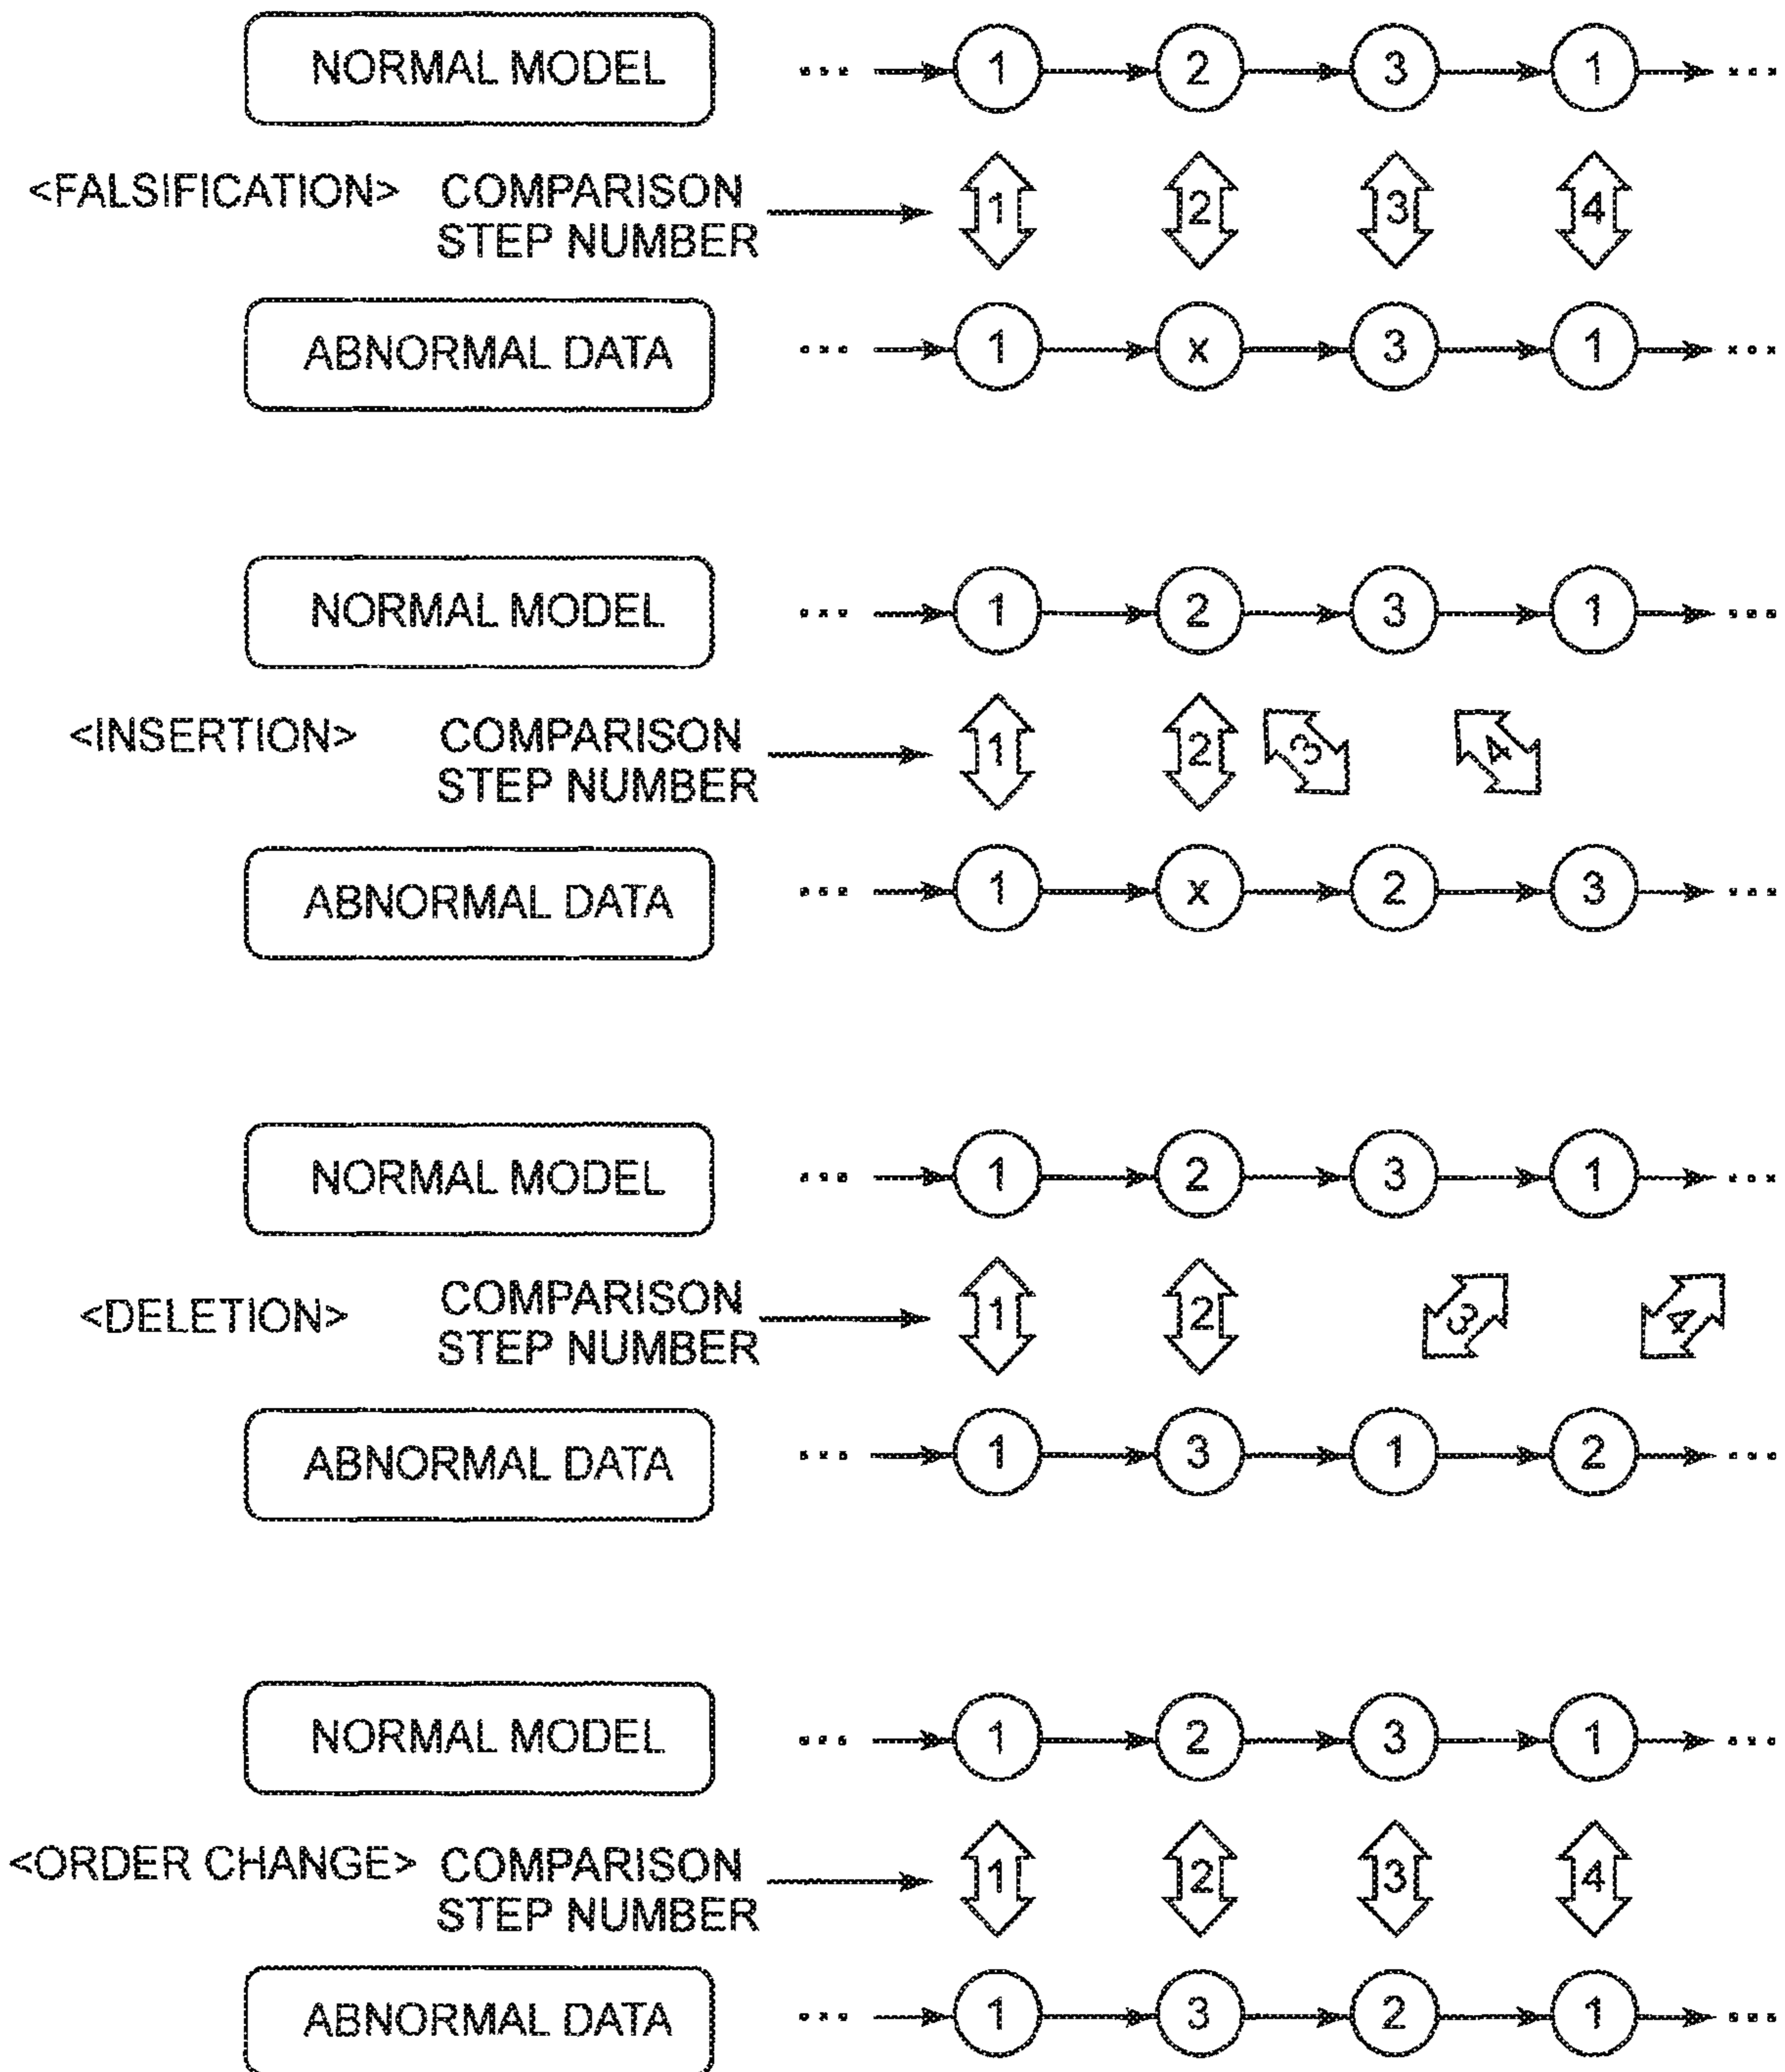 NORMAL MODEL ... 1 2 3 1 ...
<FALSIFICATION> COMPARISON STEP NUMBER 1 2 3 4
ABNORMAL DATA ... 1 x 3 1 ...
NORMAL MODEL ... 1 2 3 1 ...
<INSERTION> COMPARISON STEP NUMBER 1 2 3 4
ABNORMAL DATA ... 1 x 2 3 ...
NORMAL MODEL ... 1 2 3 1 ...
<DELETION> COMPARISON STEP NUMBER 1 2 3 4
ABNORMAL DATA ... 1 3 1 2 ...
NORMAL MODEL ... 1 2 3 1 ...
<ORDER CHANGE> COMPARISON STEP NUMBER 1 2 3 4
ABNORMAL DATA ... 1 3 2 1 ...